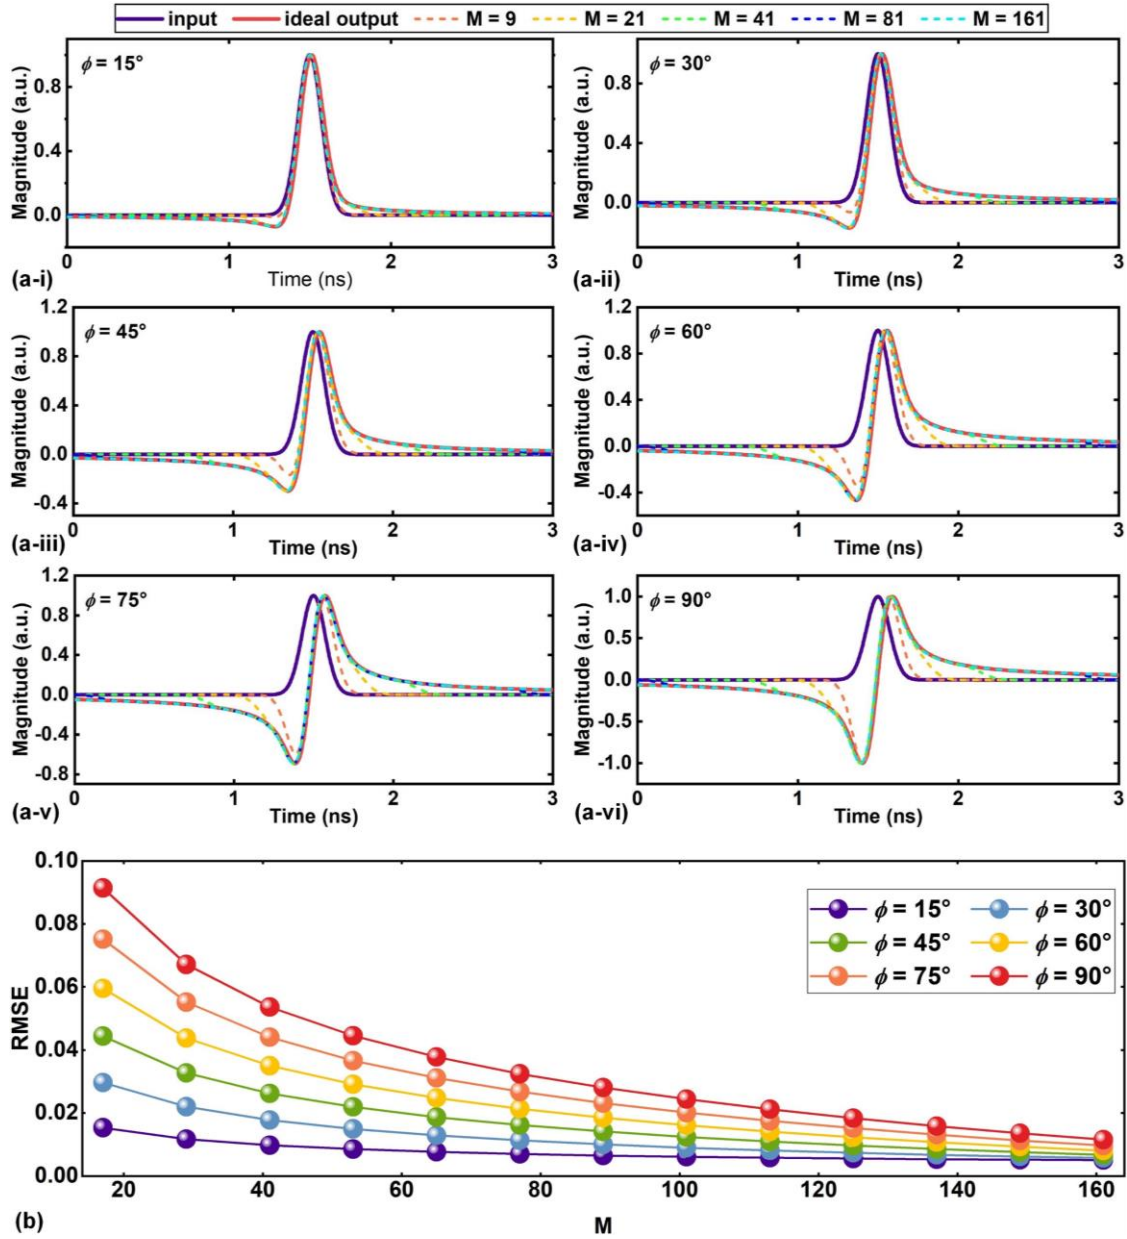 input ideal output M = 9 M = 21 M = 41 M = 81 M = 161
ϕ = 15°
Magnitude (a.u.)
0.8
0.4
0.0
0 1 2 3
Time (ns)
(a-i)
ϕ = 30°
Magnitude (a.u.)
0.8
0.4
0.0
0 1 2 3
Time (ns)
(a-ii)
ϕ = 45°
Magnitude (a.u.)
1.2
0.8
0.4
0.0
-0.4
0 1 2 3
Time (ns)
(a-iii)
ϕ = 60°
Magnitude (a.u.)
1.2
0.8
0.4
0.0
-0.4
0 1 2 3
Time (ns)
(a-iv)
ϕ = 75°
Magnitude (a.u.)
1.2
0.8
0.4
0.0
-0.4
-0.8
0 1 2 3
Time (ns)
(a-v)
ϕ = 90°
Magnitude (a.u.)
1.0
0.5
0.0
-0.5
-1.0
0 1 2 3
Time (ns)
(a-vi)
RMSE
0.10
0.08
0.06
0.04
0.02
0.00
ϕ = 15° ϕ = 30°
ϕ = 45° ϕ = 60°
ϕ = 75° ϕ = 90°
20 40 60 80 100 120 140 160
(b)
M